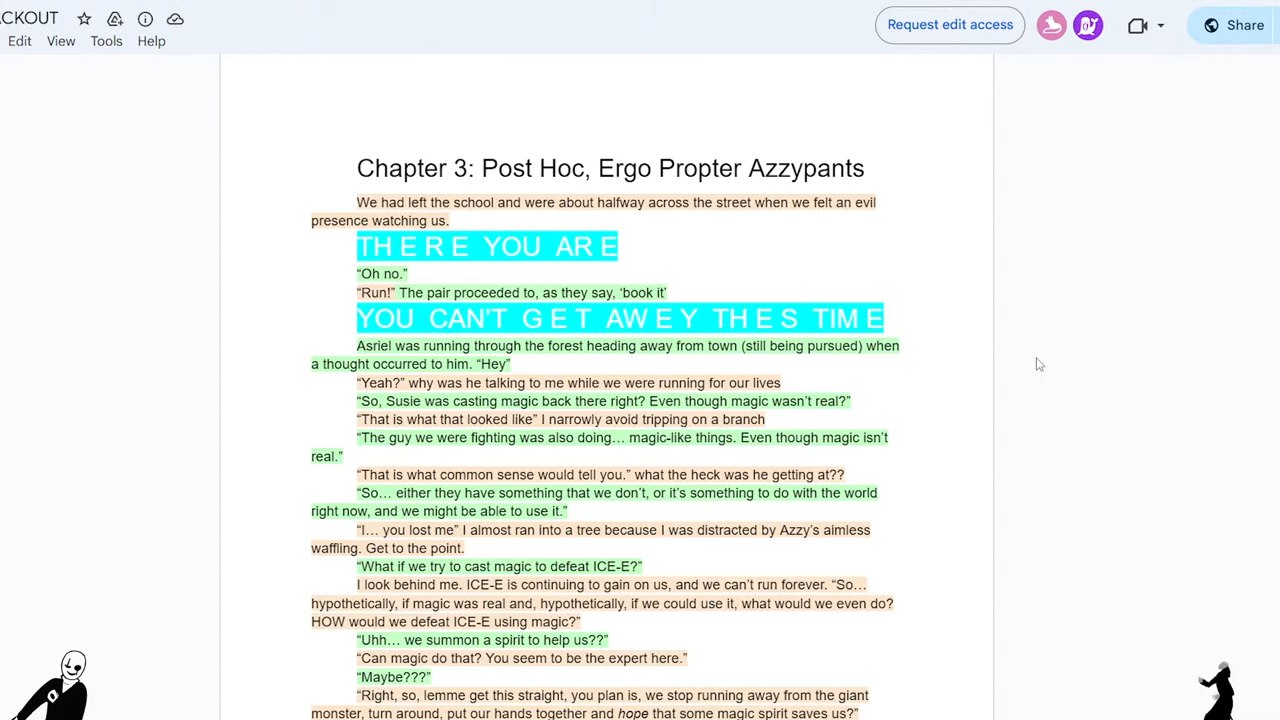 CKOUT
Edit View Tools Help
Request edit access
Share
Chapter 3: Post Hoc, Ergo Propter Azzypants
We had left the school and were about halfway across the street when we felt an evil
presence watching us.
TH E R E  YOU  AR E
“Oh no.”
“Run!” The pair proceeded to, as they say, ‘book it’
YOU  CAN'T  G E T  AW E Y  TH E S  TIM E
Asriel was running through the forest heading away from town (still being pursued) when
a thought occurred to him. “Hey”
“Yeah?” why was he talking to me while we were running for our lives
“So, Susie was casting magic back there right? Even though magic wasn’t real?”
“That is what that looked like” I narrowly avoid tripping on a branch
“The guy we were fighting was also doing… magic-like things. Even though magic isn’t
real.”
“That is what common sense would tell you.” what the heck was he getting at??
“So… either they have something that we don’t, or it’s something to do with the world
right now, and we might be able to use it.”
“I… you lost me” I almost ran into a tree because I was distracted by Azzy’s aimless
waffling. Get to the point.
“What if we try to cast magic to defeat ICE-E?”
I look behind me. ICE-E is continuing to gain on us, and we can’t run forever. “So…
hypothetically, if magic was real and, hypothetically, if we could use it, what would we even do?
HOW would we defeat ICE-E using magic?”
“Uhh… we summon a spirit to help us??”
“Can magic do that? You seem to be the expert here.”
“Maybe???”
“Right, so, lemme get this straight, you plan is, we stop running away from the giant
monster, turn around, put our hands together and hope that some magic spirit saves us?”